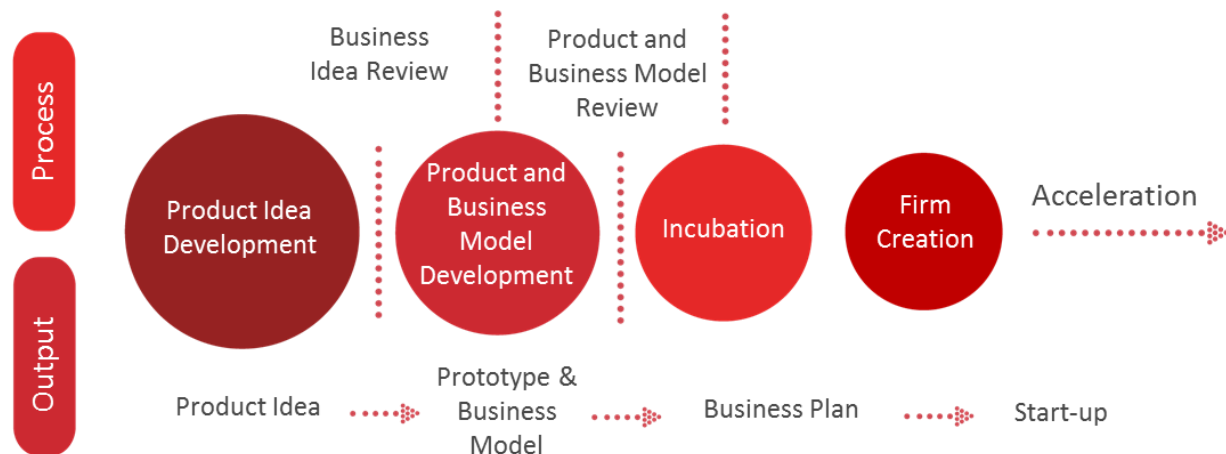 Process
Business
Idea Review
Product and
Business Model
Review
Product Idea
Development
Product and
Business
Model
Development
Incubation
Firm
Creation
Acceleration
Output
Product Idea
Prototype &
Business
Model
Business Plan
Start-up